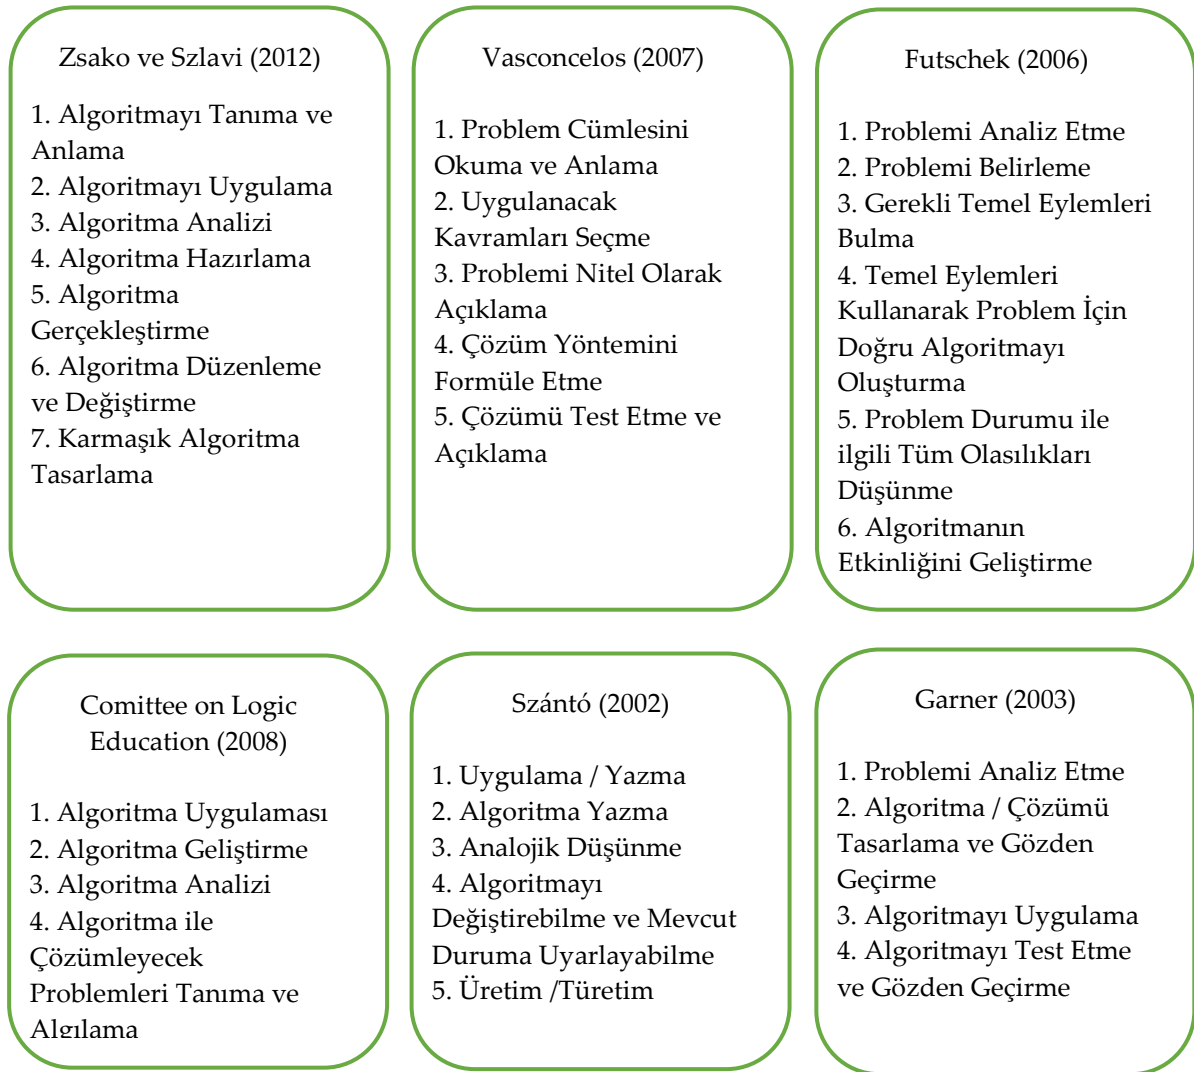 Zsako ve Szlavi (2012)
1. Algoritmayı Tanıma ve
Anlama
2. Algoritmayı Uygulama
3. Algoritma Analizi
4. Algoritma Hazırlama
5. Algoritma
Gerçekleştirme
6. Algoritma Düzenleme
ve Değiştirme
7. Karmaşık Algoritma
Tasarlama
Vasconcelos (2007)
1. Problem Cümlesini
Okuma ve Anlama
2. Uygulanacak
Kavramları Seçme
3. Problemi Nitel Olarak
Açıklama
4. Çözüm Yöntemini
Formüle Etme
5. Çözümü Test Etme ve
Açıklama
Futschek (2006)
1. Problemi Analiz Etme
2. Problemi Belirleme
3. Gerekli Temel Eylemleri
Bulma
4. Temel Eylemleri
Kullanarak Problem İçin
Doğru Algoritmayı
Oluşturma
5. Problem Durumu ile
ilgili Tüm Olasılıkları
Düşünme
6. Algoritmanın
Etkinliğini Geliştirme
Comittee on Logic
Education (2008)
1. Algoritma Uygulaması
2. Algoritma Geliştirme
3. Algoritma Analizi
4. Algoritma ile
Çözümleyecek
Problemleri Tanıma ve
Algılama
Szántó (2002)
1. Uygulama / Yazma
2. Algoritma Yazma
3. Analojik Düşünme
4. Algoritmayı
Değiştirebilme ve Mevcut
Duruma Uyarlayabilme
5. Üretim /Türetim
Garner (2003)
1. Problemi Analiz Etme
2. Algoritma / Çözümü
Tasarlama ve Gözden
Geçirme
3. Algoritmayı Uygulama
4. Algoritmayı Test Etme
ve Gözden Geçirme